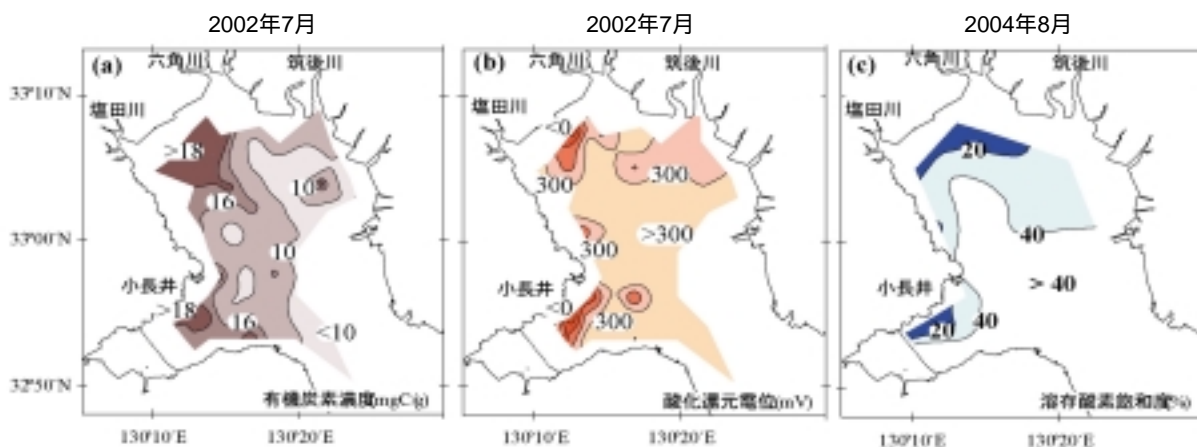 2002年7月
2002年7月
2004年8月
(a)
六角川
筑後川
塩田川
33°10'N
33°00'N
32°50'N
>18
16
10
10
小長井
>18
16
<10
有機炭素濃度(mgC/g)
130°10'E
130°20'E
(b)
六角川
筑後川
塩田川
<0
300
300
300
>300
小長井
<0
300
酸化還元電位(mV)
130°10'E
130°20'E
(c)
六角川
筑後川
塩田川
20
40
小長井
> 40
20
40
溶存酸素飽和度(%)
130°10'E
130°20'E